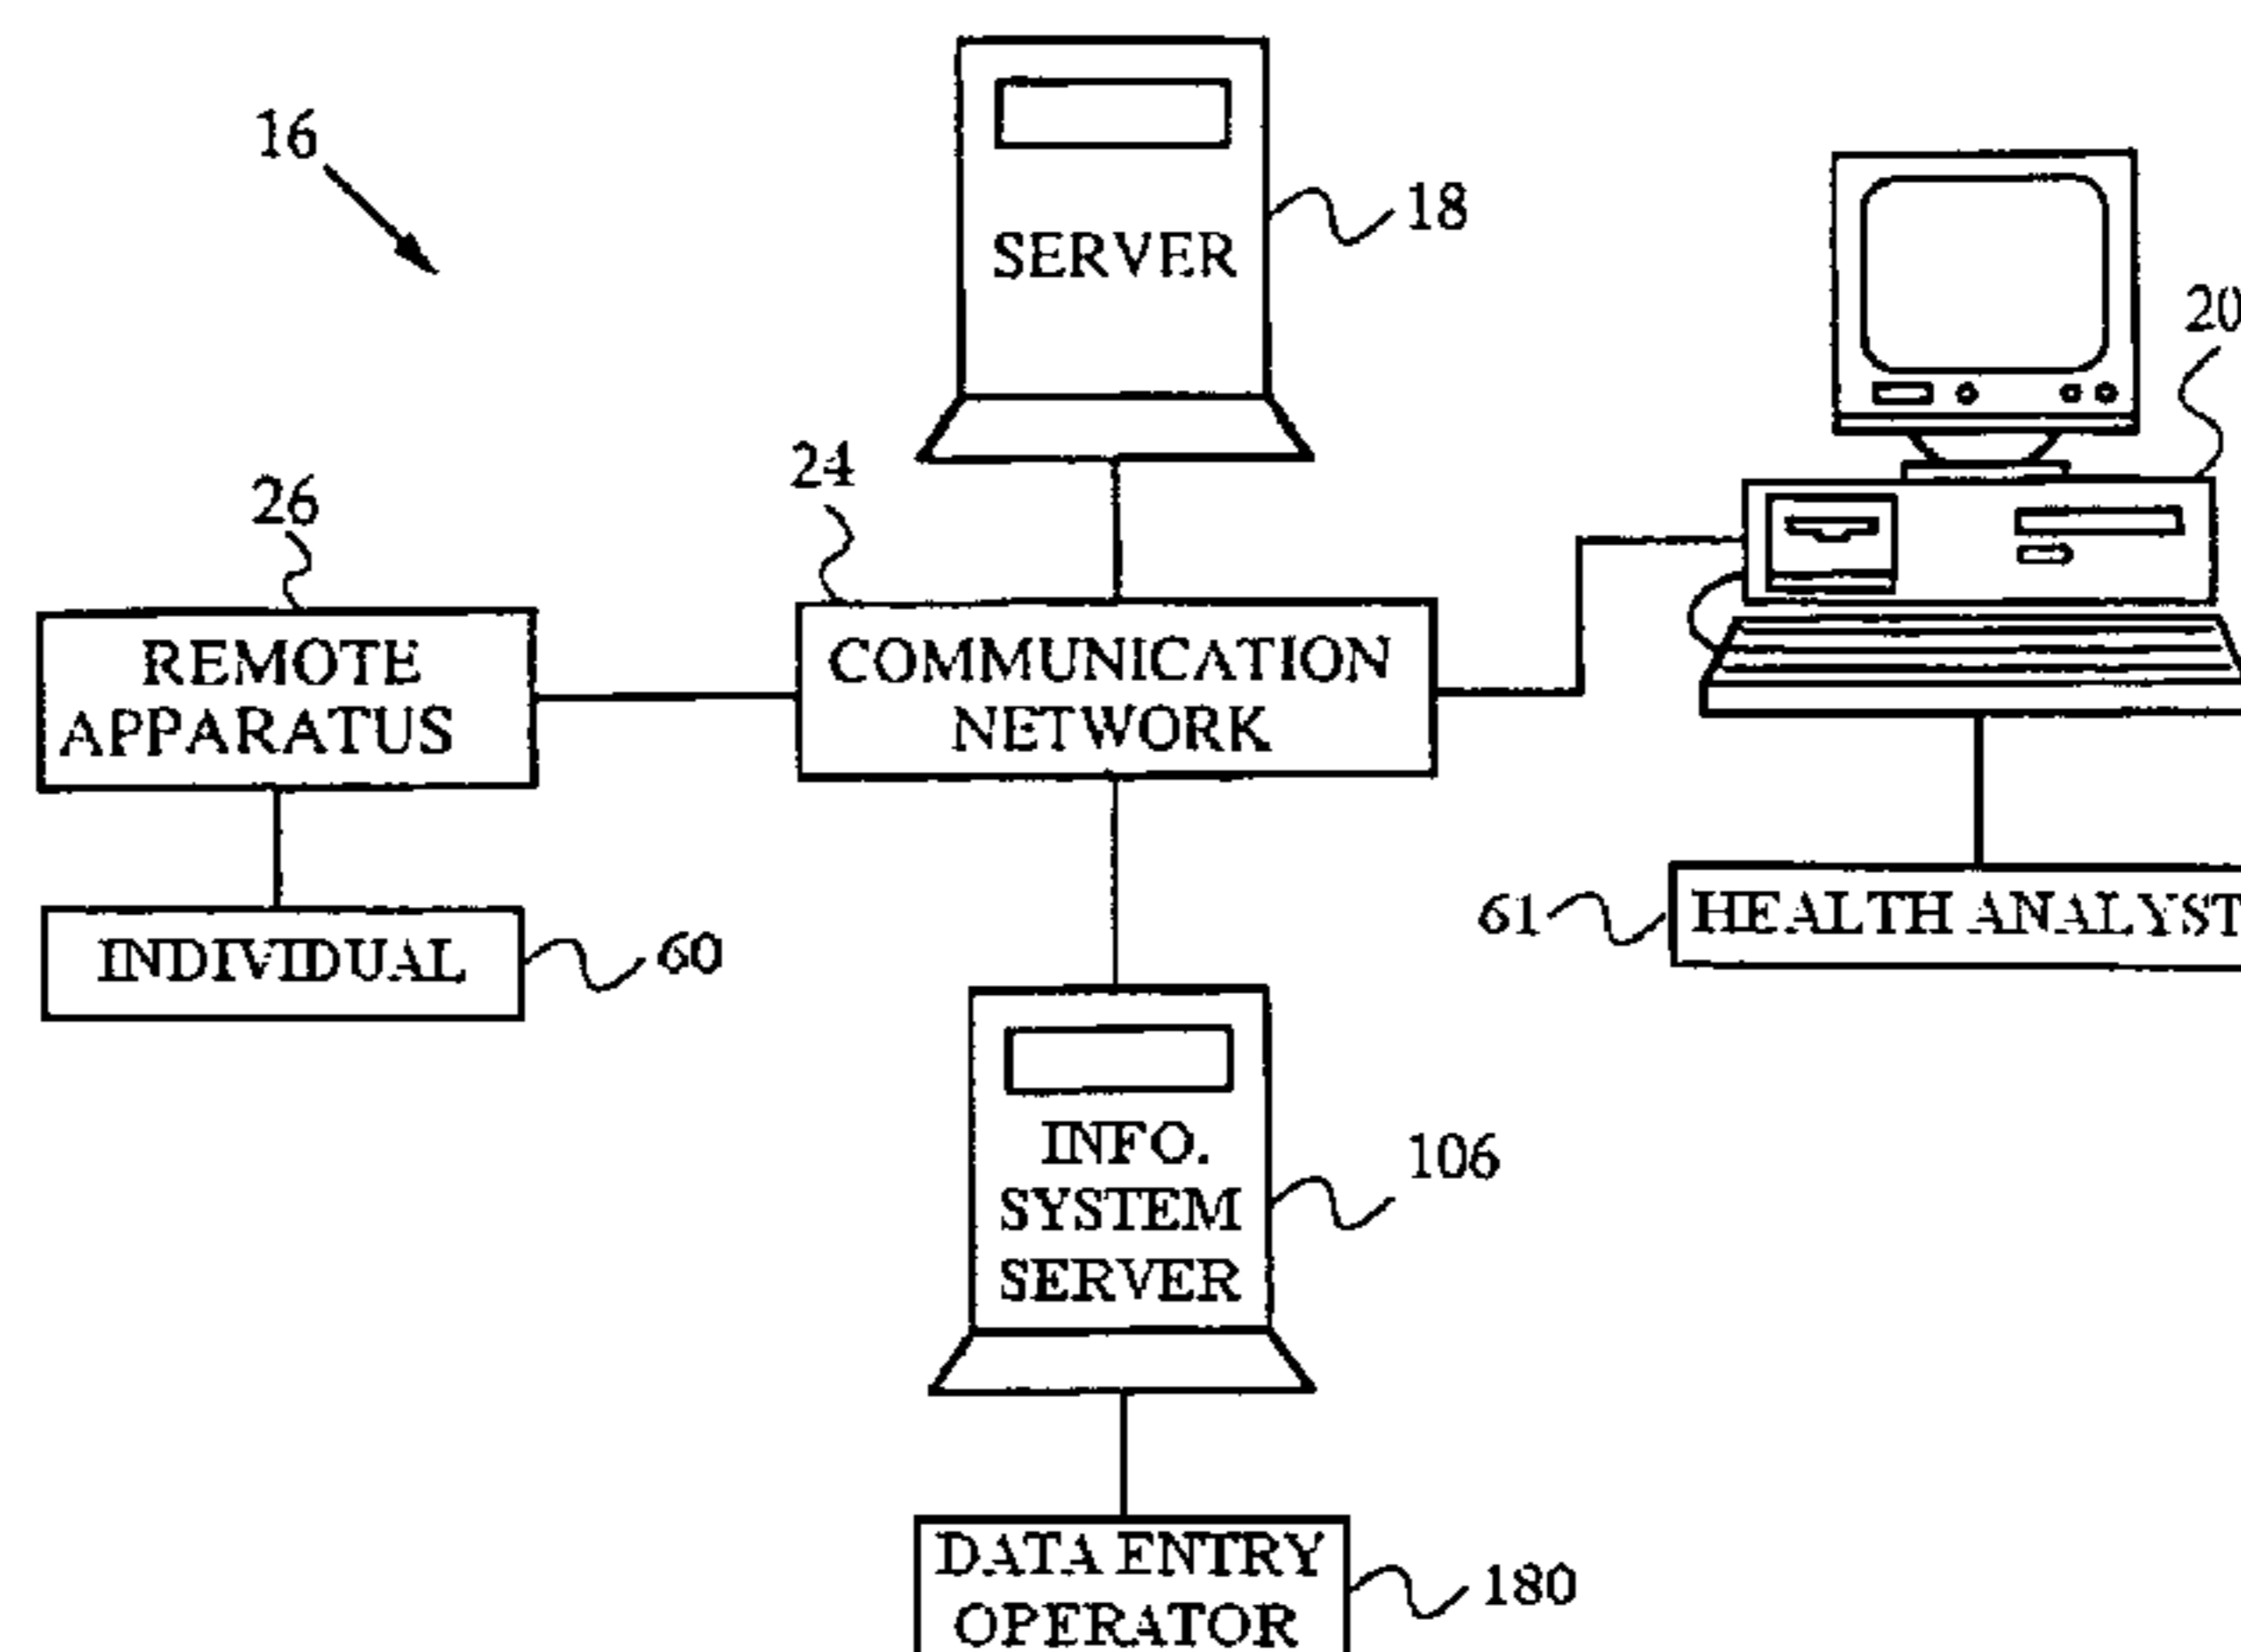 16
SERVER
18
20
24
26
REMOTE
APPARATUS
COMMUNICATION
NETWORK
INDIVIDUAL
60
61
HEALTH ANALYST
INFO.
SYSTEM
SERVER
106
DATA ENTRY
OPERATOR
180